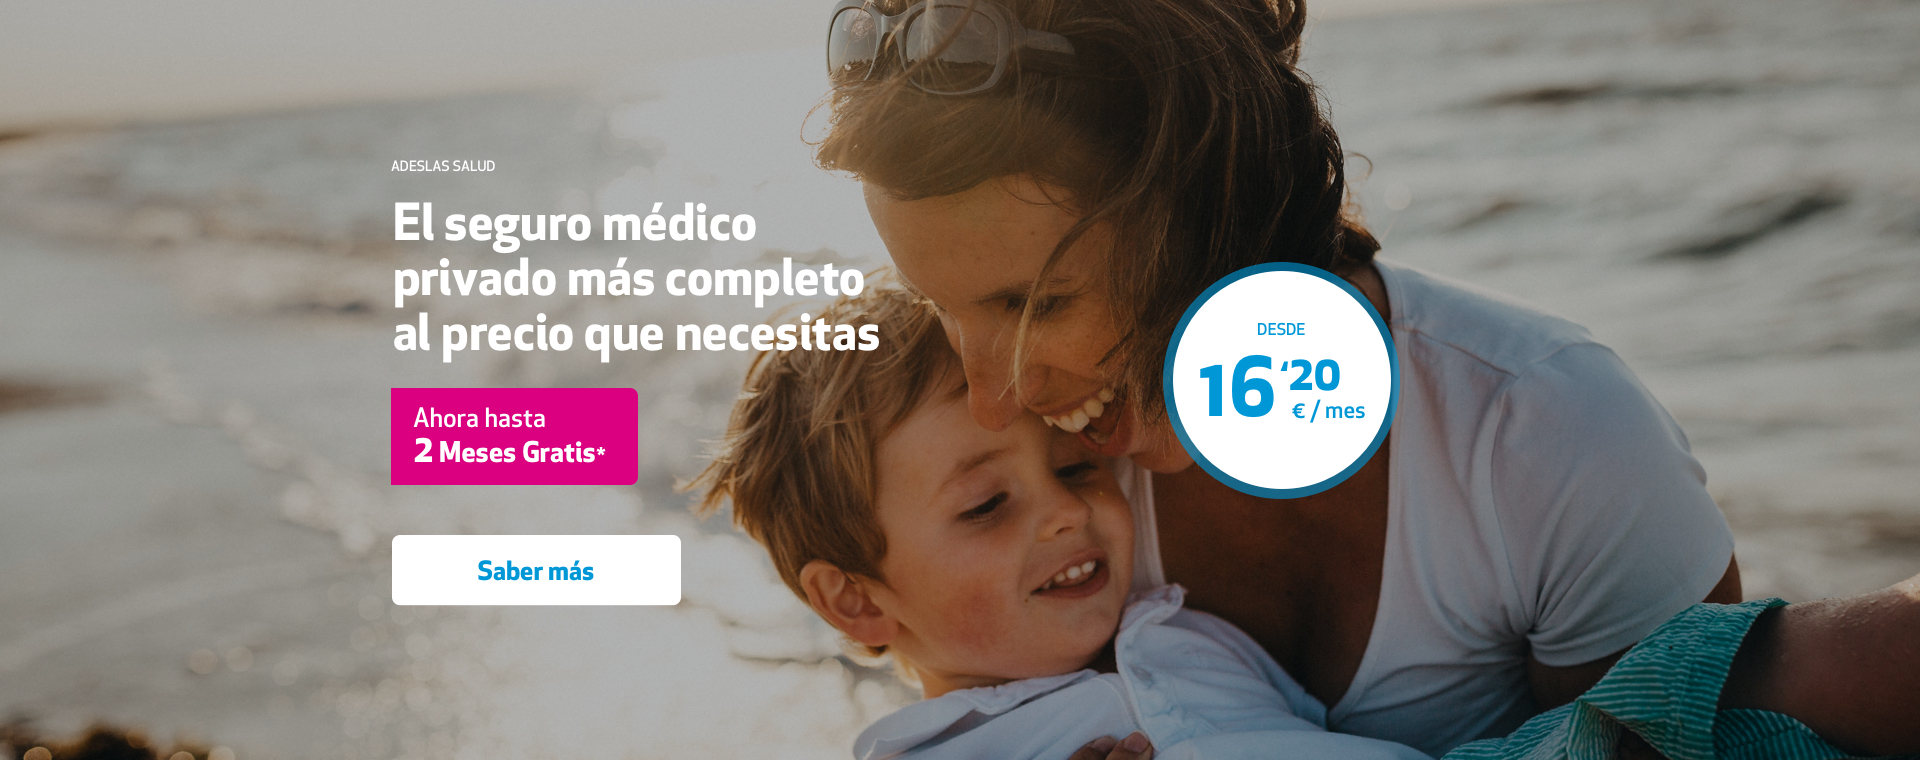 ADESLAS SALUD
El seguro médico
privado más completo
al precio que necesitas
Ahora hasta
2 Meses Gratis*
Saber más
DESDE
16‘20
€ / mes